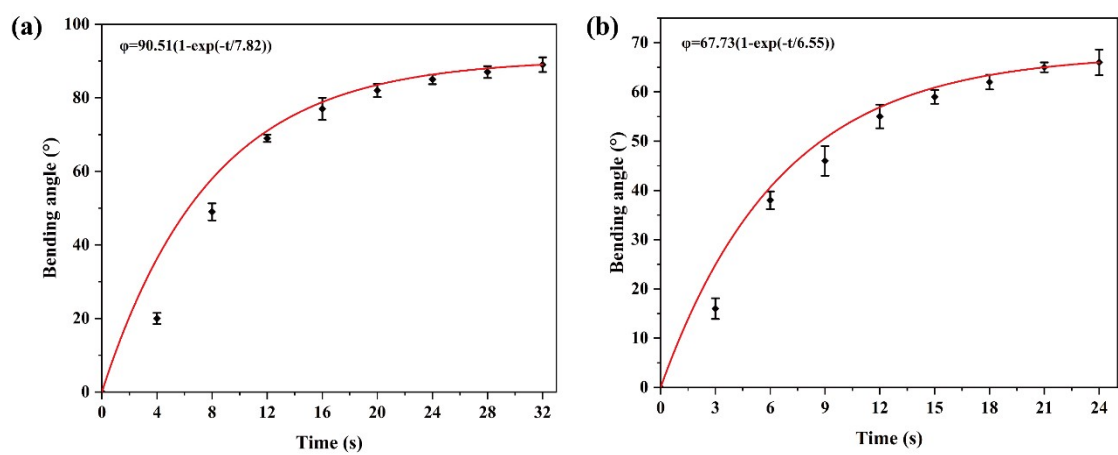 (a)
φ=90.51(1-exp(-t/7.82))
100
80
60
40
20
0
Bending angle (°)
0 4 8 12 16 20 24 28 32
Time (s)
(b)
φ=67.73(1-exp(-t/6.55))
70
60
50
40
30
20
10
0
Bending angle (°)
0 3 6 9 12 15 18 21 24
Time (s)